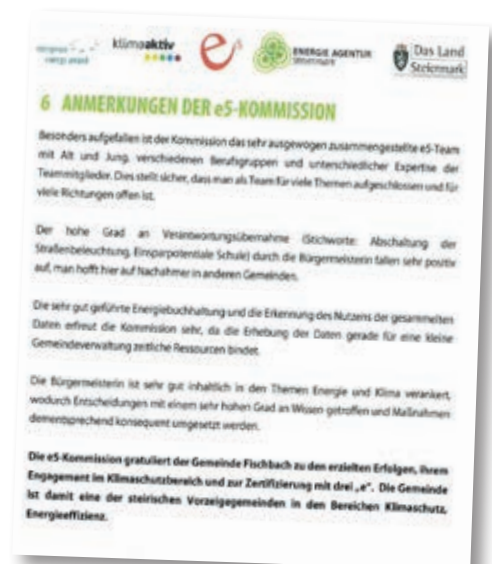 european
energy award
klimaaktiv
e5
ENERGIE AGENTUR
Steiermark
Das Land
Steiermark
6 ANMERKUNGEN DER e5-KOMMISSION
Besonders aufgefallen ist der Kommission das sehr ausgewogen zusammengestellte e5-Team
mit Alt und Jung, verschiedenen Berufsgruppen und unterschiedlicher Expertise der
Teammitglieder. Dies stellt sicher, dass man als Team für viele Themen aufgeschlossen und für
viele Richtungen offen ist.
Der hohe Grad an Verantwortungsübernahme (Stichworte: Abschaltung der
Straßenbeleuchtung, Einsparpotentiale Schule) durch die Bürgermeisterin fallen sehr positiv
auf, man hofft hier auf Nachahmer in anderen Gemeinden.
Die sehr gut geführte Energiebuchhaltung und die Erkennung des Nutzens der gesammelten
Daten erfreut die Kommission sehr, da die Erhebung der Daten gerade für eine kleine
Gemeindeverwaltung zeitliche Ressourcen bindet.
Die Bürgermeisterin ist sehr gut inhaltlich in den Themen Energie und Klima verankert,
wodurch Entscheidungen mit einem sehr hohen Grad an Wissen getroffen und Maßnahmen
dementsprechend konsequent umgesetzt werden.
Die e5-Kommission gratuliert der Gemeinde Fischbach zu den erzielten Erfolgen, ihrem
Engagement im Klimaschutzbereich und zur Zertifizierung mit drei „e“. Die Gemeinde
ist damit eine der steirischen Vorzeigegemeinden in den Bereichen Klimaschutz,
Energieeffizienz.